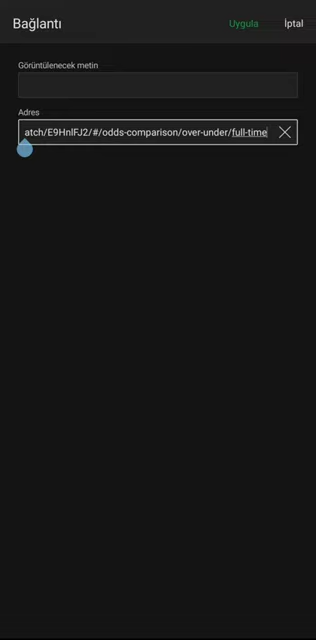 Bağlantı
Uygula
İptal
Görüntülenecek metin
Adres
atch/E9HnlFJ2/#/odds-comparison/over-under/full-time